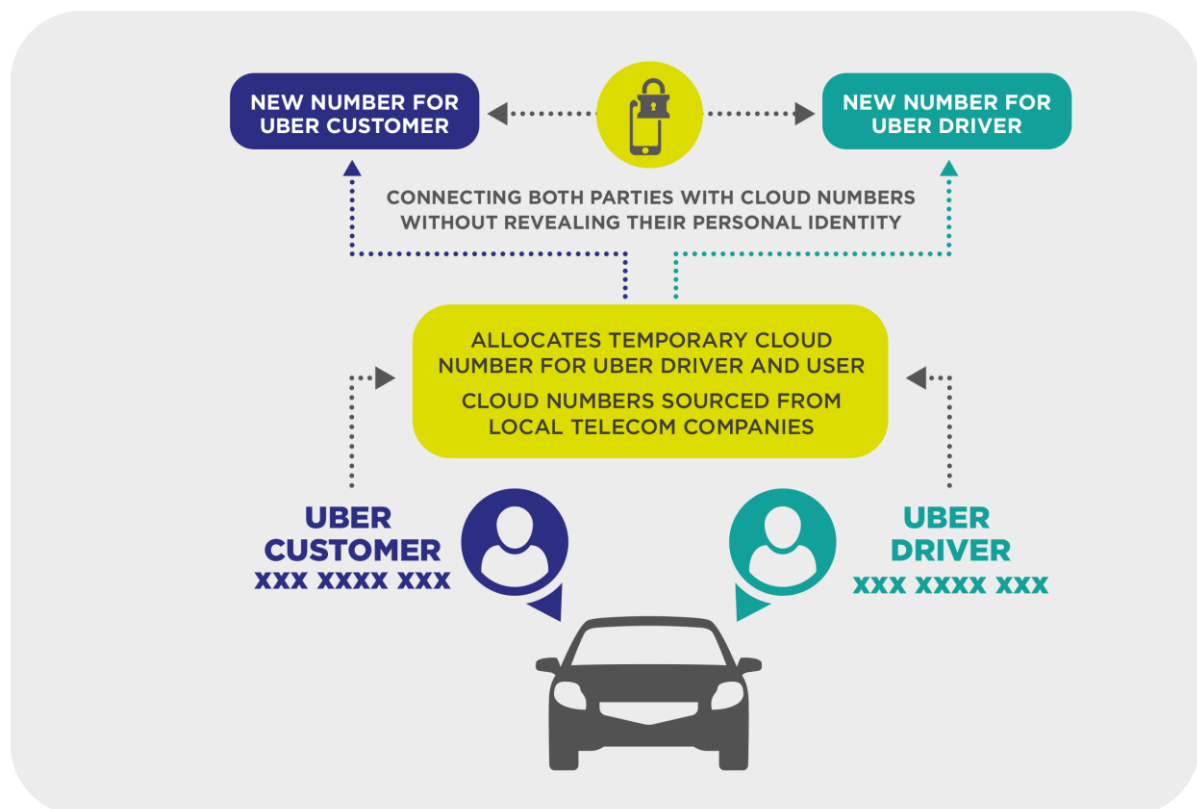 NEW NUMBER FOR
UBER CUSTOMER
NEW NUMBER FOR
UBER DRIVER
CONNECTING BOTH PARTIES WITH CLOUD NUMBERS
WITHOUT REVEALING THEIR PERSONAL IDENTITY
ALLOCATES TEMPORARY CLOUD
NUMBER FOR UBER DRIVER AND USER
CLOUD NUMBERS SOURCED FROM
LOCAL TELECOM COMPANIES
UBER
CUSTOMER
XXX XXXX XXX
UBER
DRIVER
XXX XXXX XXX